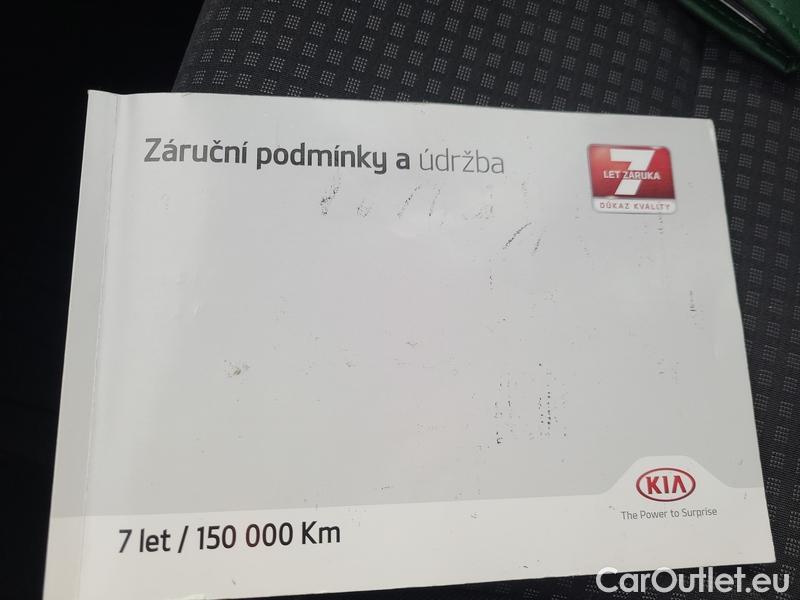 Záruční podmínky a údržba
7
LET ZÁRUKA
DŮKAZ KVALITY
KIA
The Power to Surprise
7 let / 150 000 Km
CarOutlet.eu